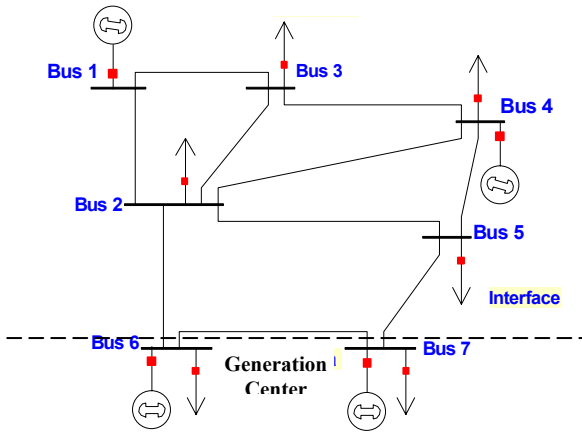 Bus 1
Bus 3
Bus 4
Bus 2
Bus 5
Interface
Bus 6
Bus 7
Generation
Center